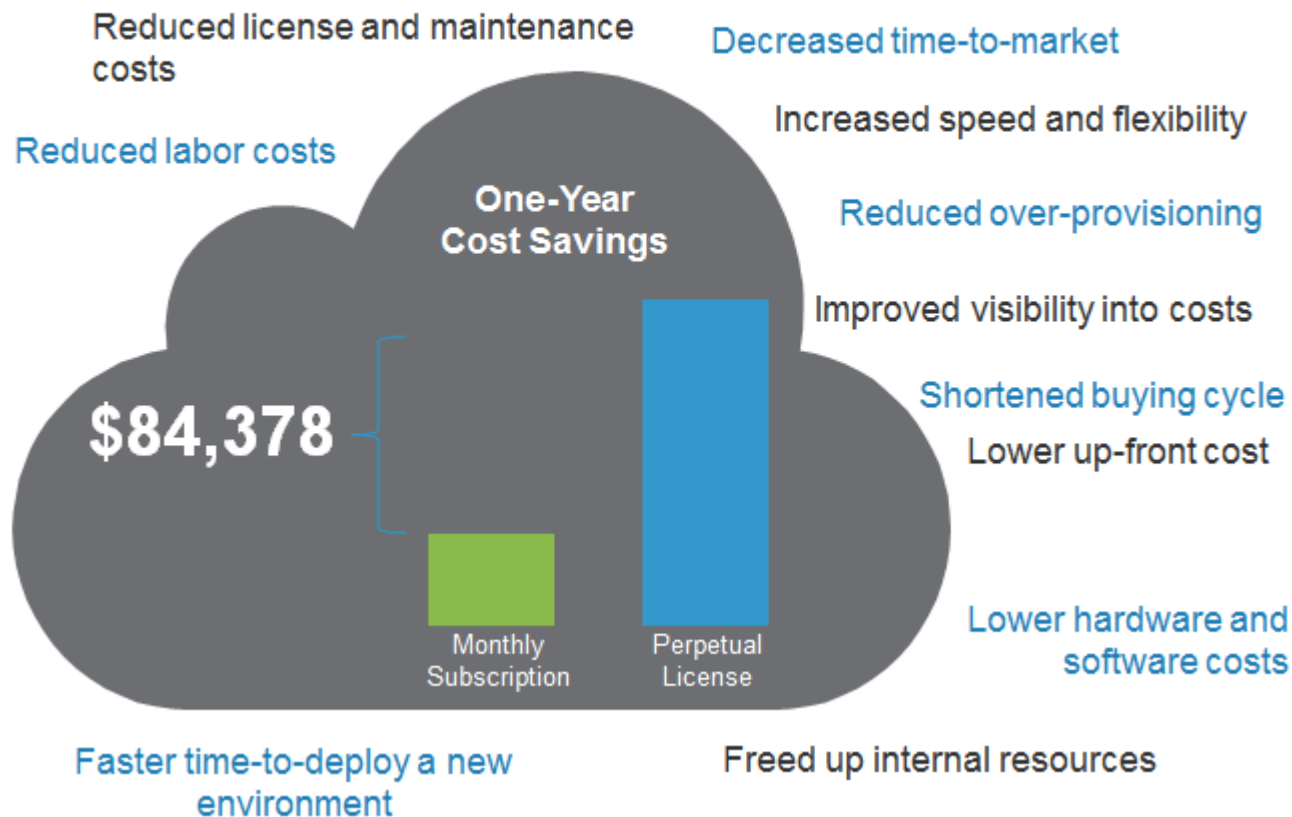 Reduced license and maintenance
costs
Decreased time-to-market
Increased speed and flexibility
Reduced labor costs
One-Year
Cost Savings
Reduced over-provisioning
Improved visibility into costs
$84,378
Shortened buying cycle
Lower up-front cost
Lower hardware and
software costs
Monthly
Subscription
Perpetual
License
Faster time-to-deploy a new
environment
Freed up internal resources